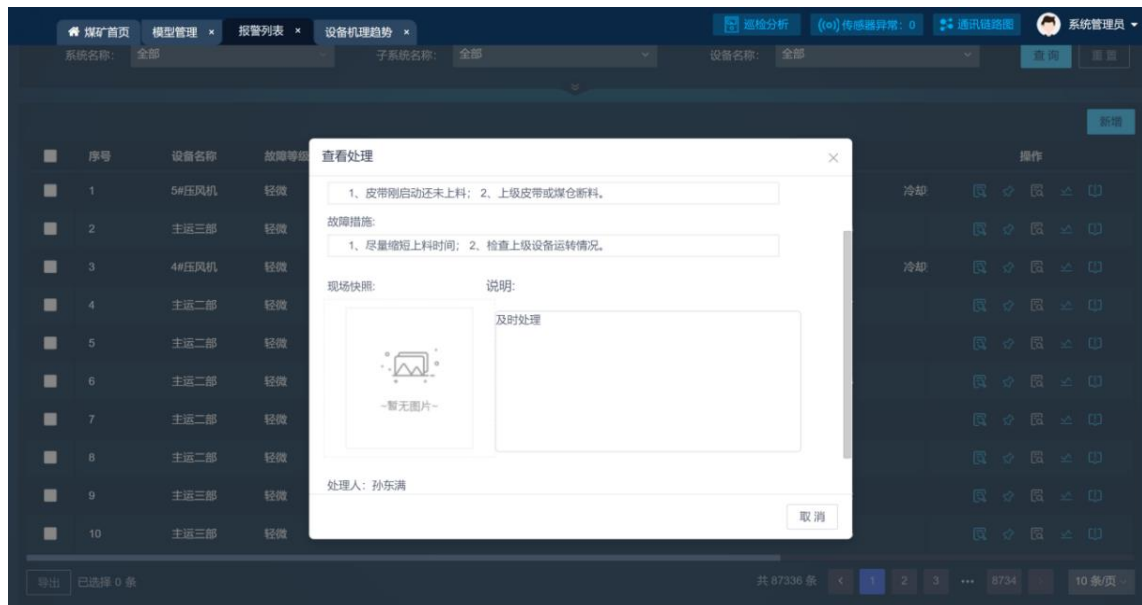 煤矿首页 模型管理 × 报警列表 × 设备机理趋势 × 巡检分析 ((o))传感器异常: 0 通讯链路图 系统管理员
系统名称: 全部 子系统名称: 全部 设备名称: 全部 查询 重置
新增
序号 设备名称 故障等级 操作
查看处理
1、皮带刚启动还未上料; 2、上级皮带或煤仓断料。
故障措施:
1、尽量缩短上料时间; 2、检查上级设备运转情况。
现场快照: 说明:
及时处理
~暂无图片~
处理人: 孙东满
取消
1 5#压风机 轻微 冷却
2 主运三部 轻微
3 4#压风机 轻微 冷却
4 主运二部 轻微
5 主运二部 轻微
6 主运二部 轻微
7 主运二部 轻微
8 主运二部 轻微
9 主运三部 轻微
10 主运三部 轻微
导出 已选择 0 条 共 87336 条 < 1 2 3 ••• 8734 > 10 条/页